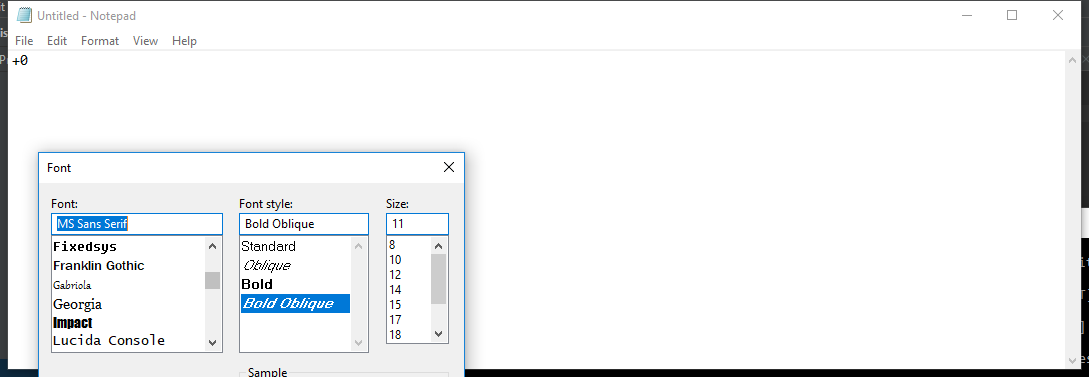 Untitled - Notepad
File Edit Format View Help
+0
Font
Font: Font style: Size:
MS Sans Serif Bold Oblique 11
Fixedsys Standard 8
Franklin Gothic Oblique 10
Gabriola Bold 12
Georgia Bold Oblique 14
Impact 15
Lucida Console 17
18
Sample